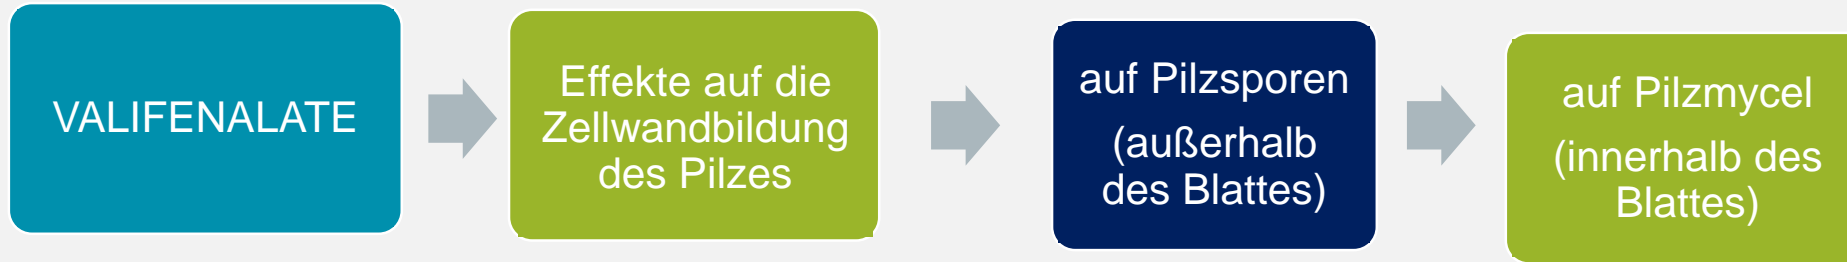 VALIFENALATE
Effekte auf die
Zellwandbildung
des Pilzes
auf Pilzsporen
(außerhalb
des Blattes)
auf Pilzmycel
(innerhalb des
Blattes)